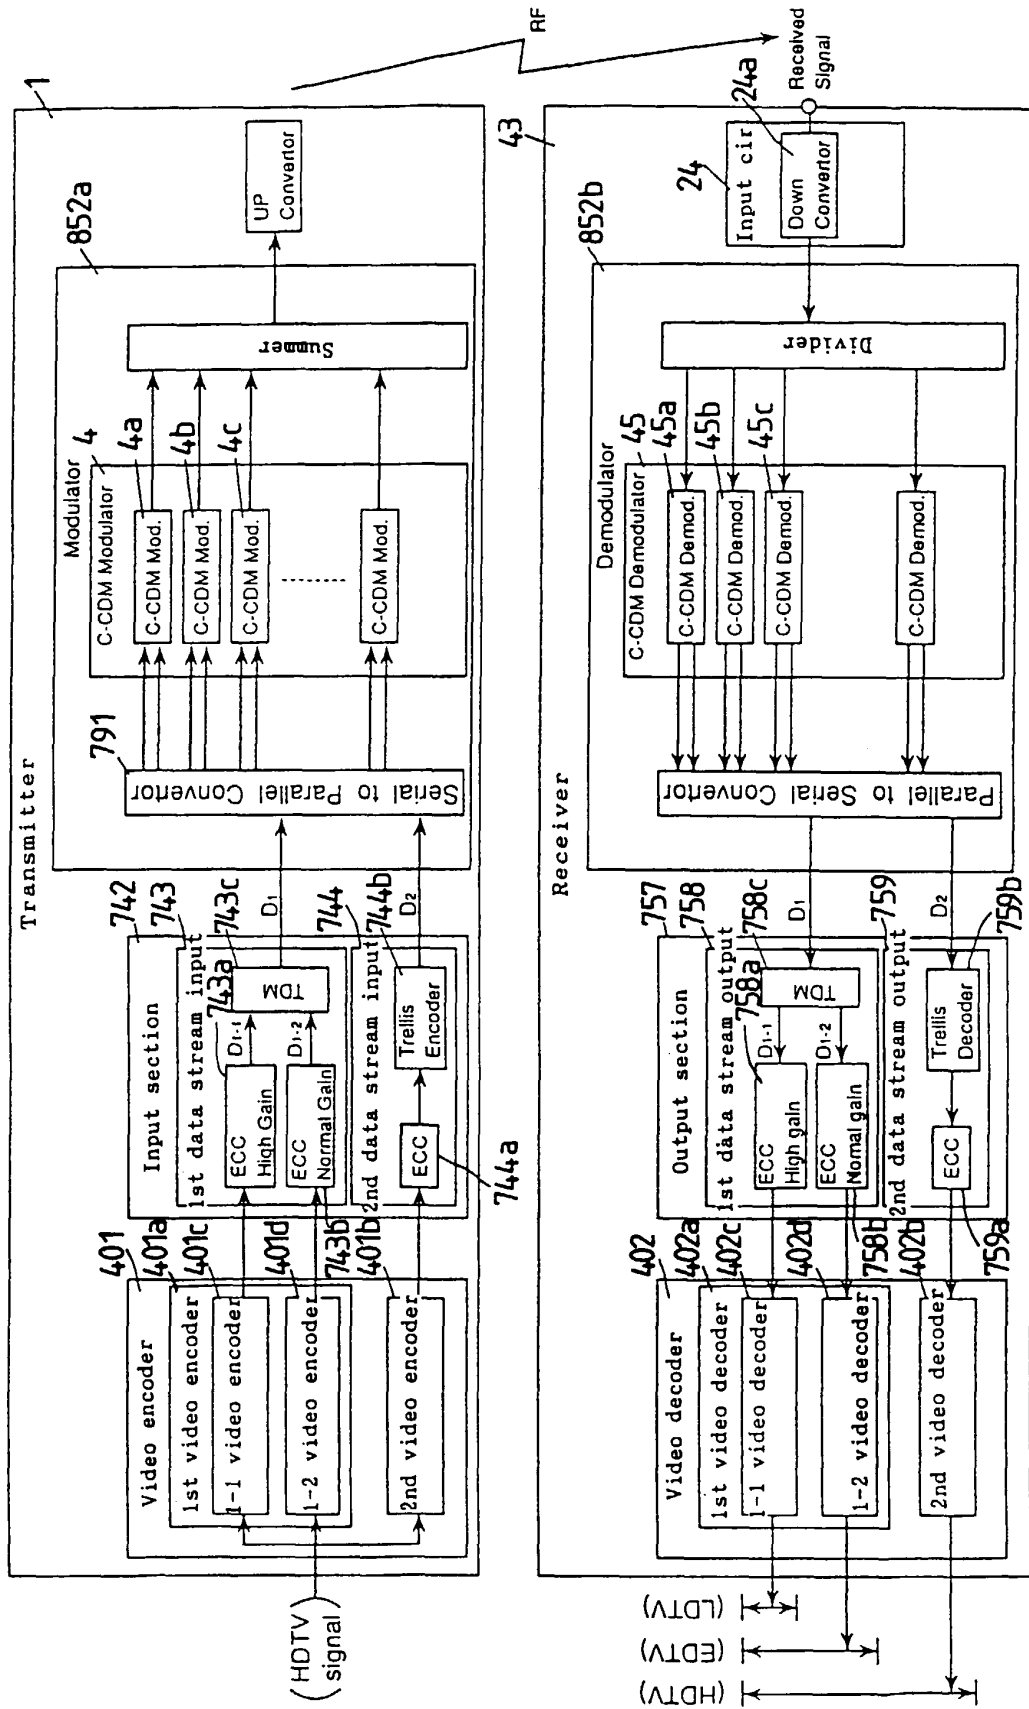 Transmitter
1
Video encoder
401
1st video encoder
401a
1-1 video encoder
401c
1-2 video encoder
401d
2nd video encoder
401b
(HDTV signal)
Input section
742
1st data stream input
743
ECC
High Gain
743a
ECC
Normal Gain
743b
D1-1
D1-2
TDM
743c
2nd data stream input
744
ECC
744a
Trellis
Encoder
744b
D1
D2
Modulator
852a
Serial to Parallel Convertor
791
C-CDM Modulator
4
C-CDM Mod.
4a
C-CDM Mod.
4b
C-CDM Mod.
4c
C-CDM Mod.
Summer
UP
Convertor
RF
Receiver
43
Received
Signal
Input cir
24
Down
Convertor
24a
Demodulator
852b
Divider
C-CDM Demodulator
45
C-CDM Demod.
45a
C-CDM Demod.
45b
C-CDM Demod.
45c
C-CDM Demod.
Parallel to Serial Convertor
D1
D2
Output section
757
1st data stream output
758
TDM
758c
D1-1
D1-2
ECC
High gain
758a
ECC
Normal gain
758b
2nd data stream output
759
Trellis
Decoder
759b
ECC
759a
Video decoder
402
1st video decoder
402a
1-1 video decoder
402c
1-2 video decoder
402d
2nd video decoder
402b
(LDTV)
(EDTV)
(HDTV)